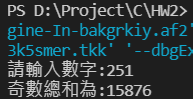 PS D:\Project\C\HW2>
gine-In-bakgrkiy.af2'
3k5smer.tkk' '--dbgEx
請輸入數字:251
奇數總和為:15876